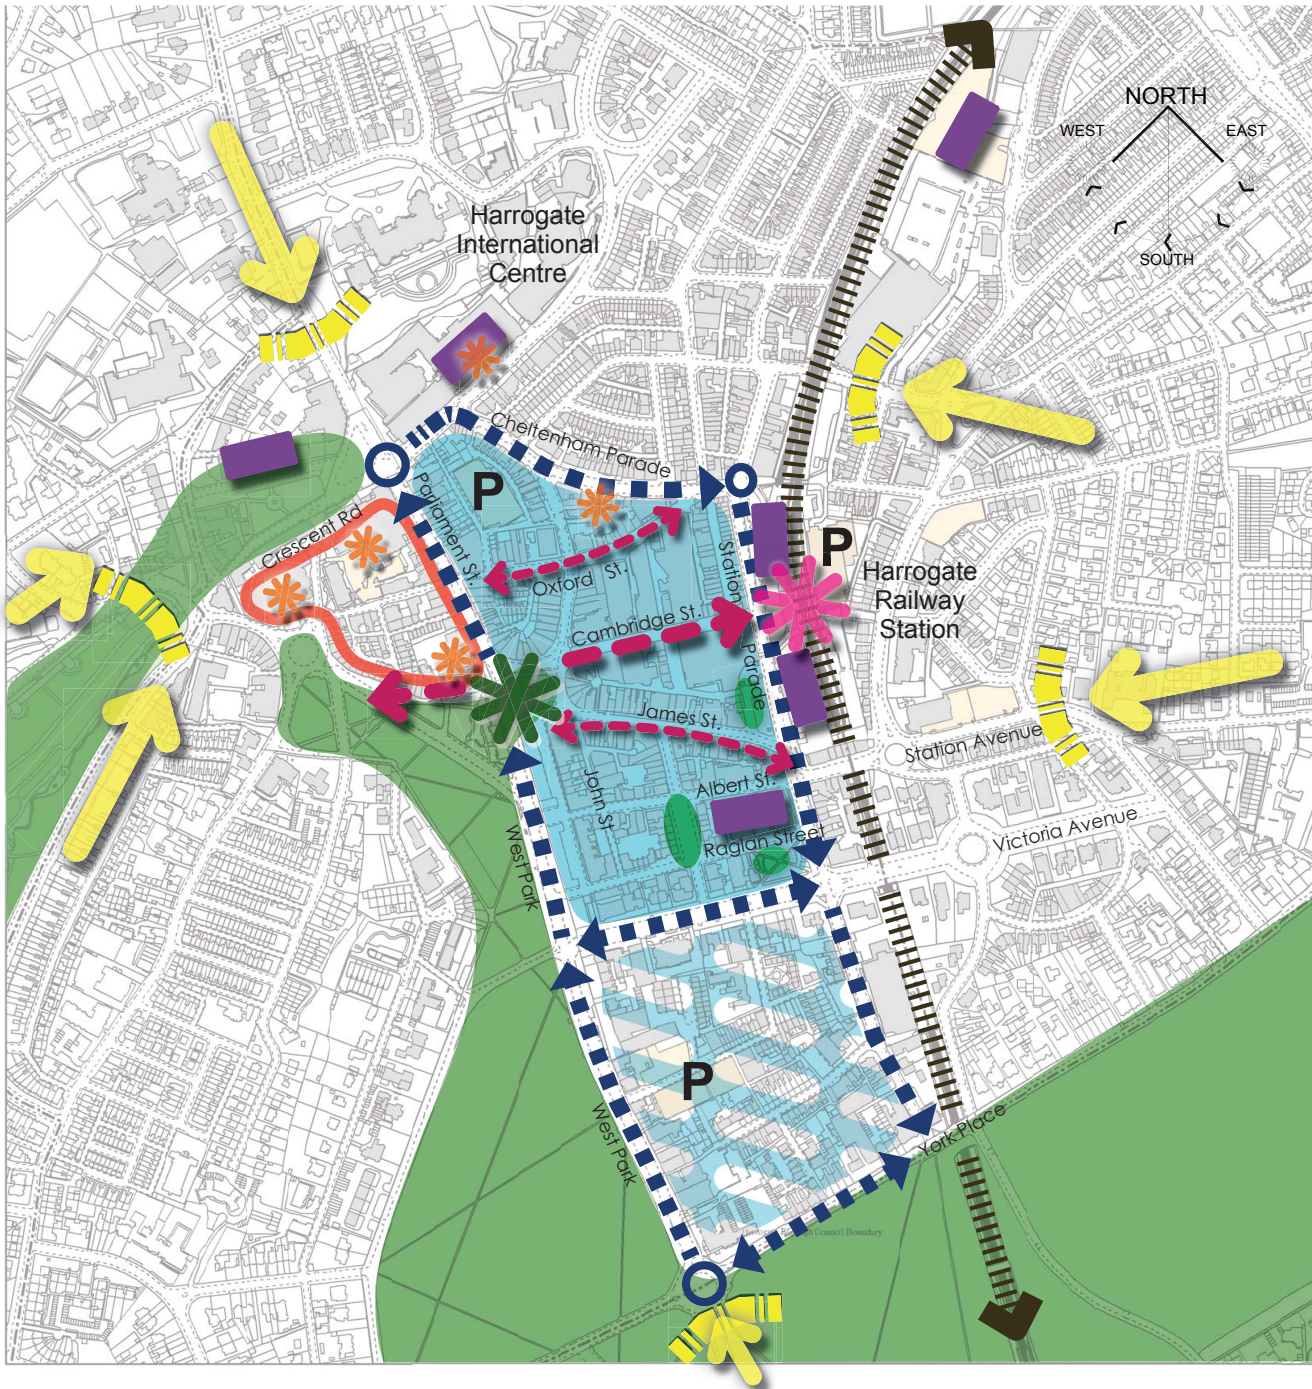 NORTH
WEST
EAST
SOUTH
Harrogate
International
Centre
Cheltenham Parade
P
Parliament St.
Crescent Rd
Oxford St.
Station
Parade
P
Harrogate
Railway
Station
Cambridge St.
James St.
Station Avenue
John St
Albert St.
Raglan Street
Victoria Avenue
West Park
P
West Park
York Place
Council Boundary